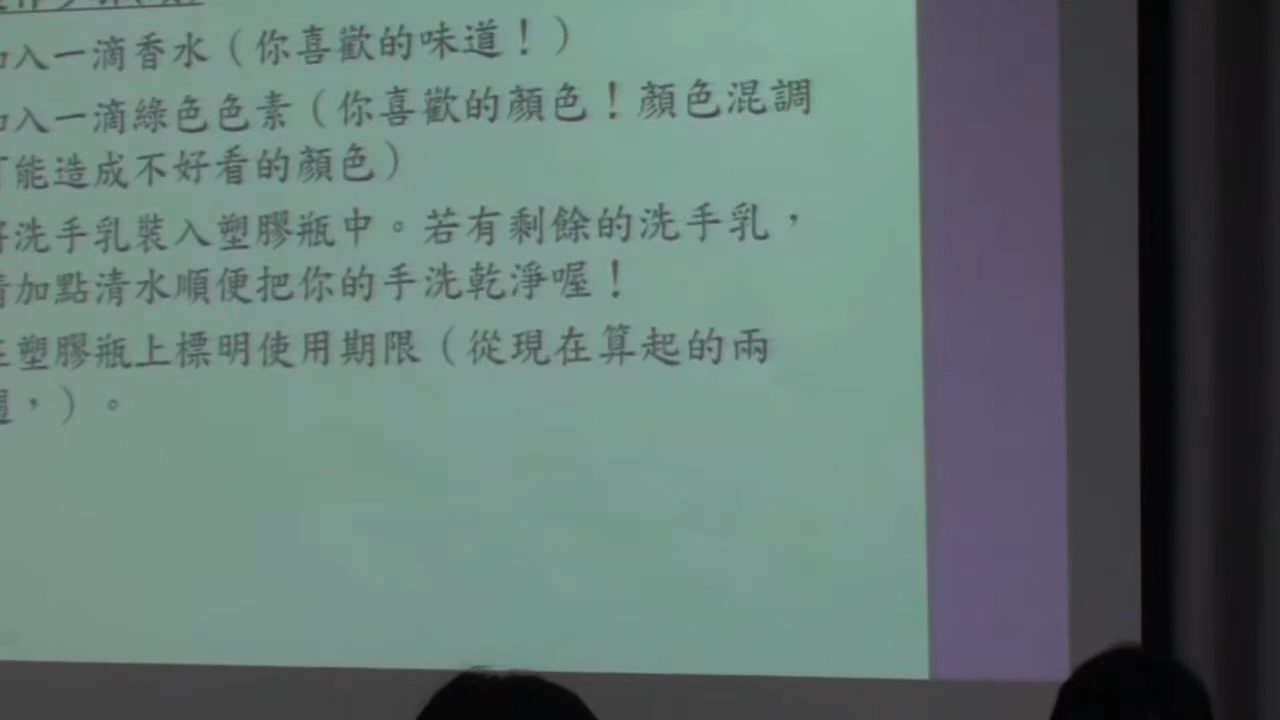 入一滴香水（你喜歡的味道！）
入一滴綠色色素（你喜歡的顏色！顏色混調
能造成不好看的顏色）
洗手乳裝入塑膠瓶中。若有剩餘的洗手乳，
加點清水順便把你的手洗乾淨喔！
塑膠瓶上標明使用期限（從現在算起的兩
，）。